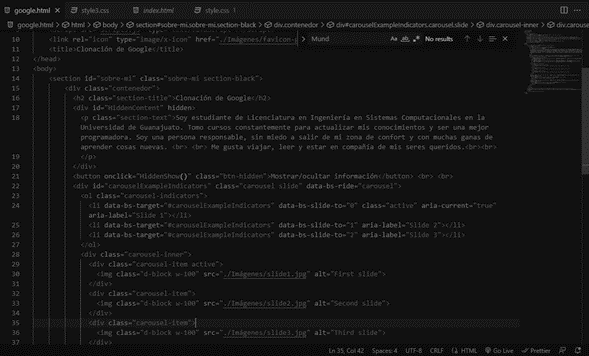 google.html × style3.css index.html style.css
google.html > html > body > section#sobre-mi.sobre-mi.section-black > div.contenedor > div#carouselExampleIndicators.carousel.slide > div.carousel-inner > div.carousel-item
> Mund Aa ab No results
10 <link rel="icon" type="image/x-icon" href="./Imágenes/Favicon-
11 <title>Clonación de Google</title>
12 </head>
13 <body>
14 <section id="sobre-mi" class="sobre-mi section-black">
15 <div class="contenedor">
16 <h2 class="section-title">Clonación de Google</h2>
17 <div id="HiddenContent" hidden>
18 <p class="section-text">Soy estudiante de Licenciatura en Ingeniería en Sistemas Computacionales en la
Universidad de Guanajuato. Tomo cursos constantemente para actualizar mis conocimientos y ser una mejor
programadora. Soy una persona responsable, sin miedo a salir de mi zona de confort y con muchas ganas de
aprender cosas nuevas. <br> <br> Me gusta viajar, leer y estar en compañía de mis seres queridos.<br><br>
19 </p>
20 </div>
21 <button onclick="HiddenShow()" class="btn-hidden">Mostrar/ocultar información</button> <br> <br>
22 <div id="carouselExampleIndicators" class="carousel slide" data-bs-ride="carousel">
23 <ol class="carousel-indicators">
24 <li data-bs-target="#carouselExampleIndicators" data-bs-slide-to="0" class="active" aria-current="true"
aria-label="Slide 1"></li>
25 <li data-bs-target="#carouselExampleIndicators" data-bs-slide-to="1" aria-label="Slide 2"></li>
26 <li data-bs-target="#carouselExampleIndicators" data-bs-slide-to="2" aria-label="Slide 3"></li>
27 </ol>
28 <div class="carousel-inner">
29 <div class="carousel-item active">
30 <img class="d-block w-100" src="./Imágenes/slide1.jpg" alt="First slide">
31 </div>
32 <div class="carousel-item">
33 <img class="d-block w-100" src="./Imágenes/slide2.jpg" alt="Second slide">
34 </div>
35 <div class="carousel-item">
36 <img class="d-block w-100" src="./Imágenes/slide3.jpg" alt="Third slide">
37 </div>
Ln 35, Col 42 Spaces: 4 UTF-8 CRLF HTML Go Live Prettier